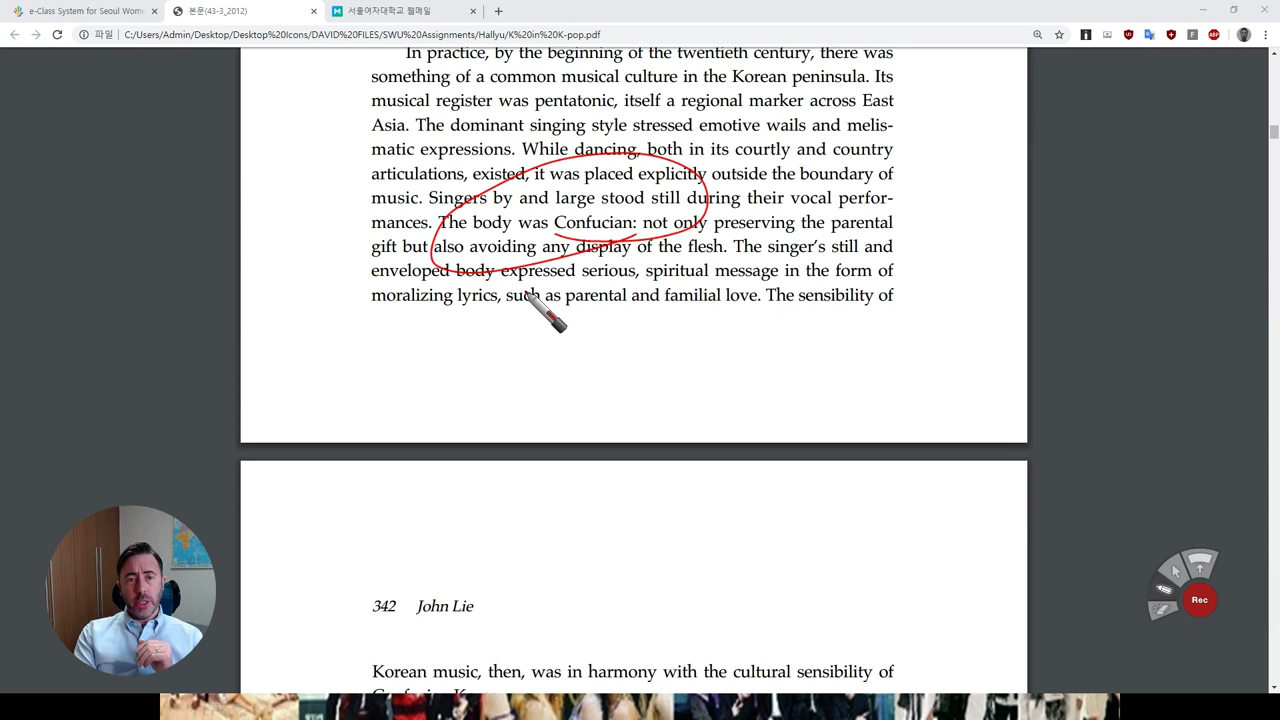 e-Class System for Seoul Wome
본문(43-3_2012)
서울여자대학교 웹메일
파일
C:/Users/Admin/Desktop/Desktop%20Icons/DAVID%20FILES/SWU%20Assignments/Hallyu/K%20in%20K-pop.pdf
In practice, by the beginning of the twentieth century, there was
something of a common musical culture in the Korean peninsula. Its
musical register was pentatonic, itself a regional marker across East
Asia. The dominant singing style stressed emotive wails and melis-
matic expressions. While dancing, both in its courtly and country
articulations, existed, it was placed explicitly outside the boundary of
music. Singers by and large stood still during their vocal perfor-
mances. The body was Confucian: not only preserving the parental
gift but also avoiding any display of the flesh. The singer's still and
enveloped body expressed serious, spiritual message in the form of
moralizing lyrics, such as parental and familial love. The sensibility of
342 John Lie
Rec
Korean music, then, was in harmony with the cultural sensibility of